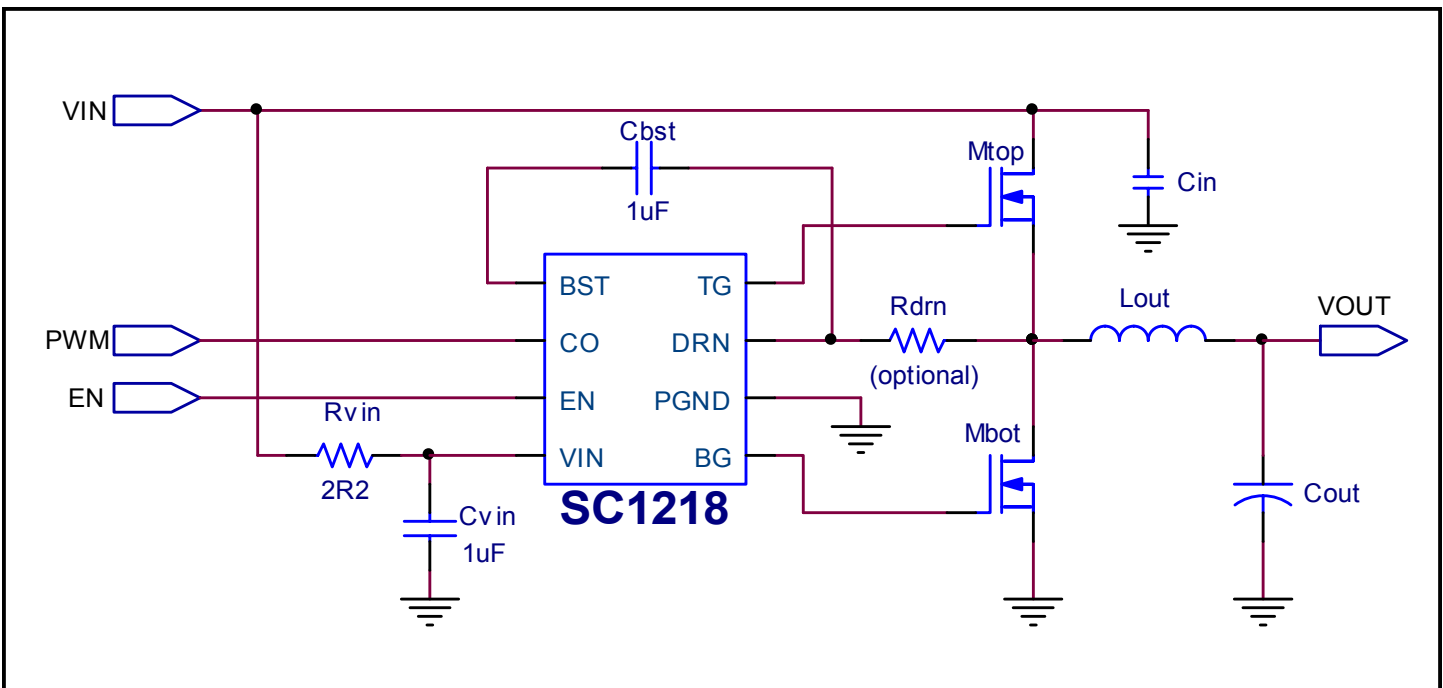 VIN
Cbst
1uF
Mtop
Cin
BST
TG
Rdrn
Lout
VOUT
PWM
CO
DRN
(optional)
EN
EN
PGND
Rvin
Mbot
VIN
BG
2R2
SC1218
Cvin
1uF
Cout